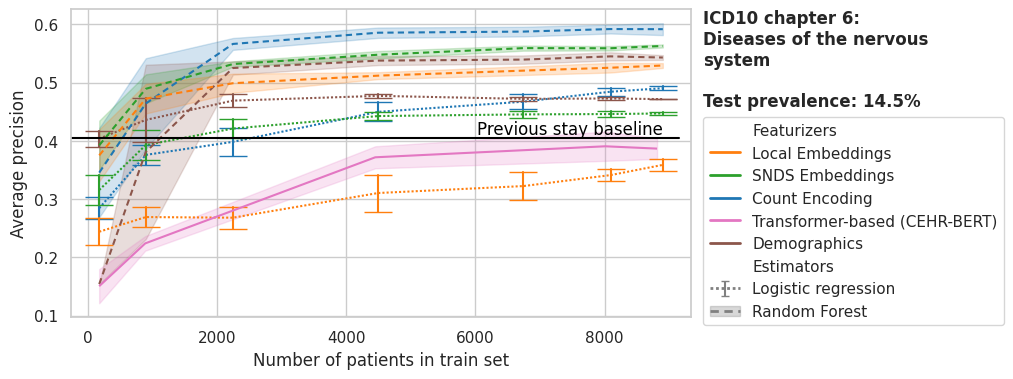 0.6
0.5
0.4
0.3
0.2
0.1
Average precision
0
2000
4000
6000
8000
Number of patients in train set
Previous stay baseline
ICD10 chapter 6:
Diseases of the nervous
system
Test prevalence: 14.5%
Featurizers
Local Embeddings
SNDS Embeddings
Count Encoding
Transformer-based (CEHR-BERT)
Demographics
Estimators
Logistic regression
Random Forest